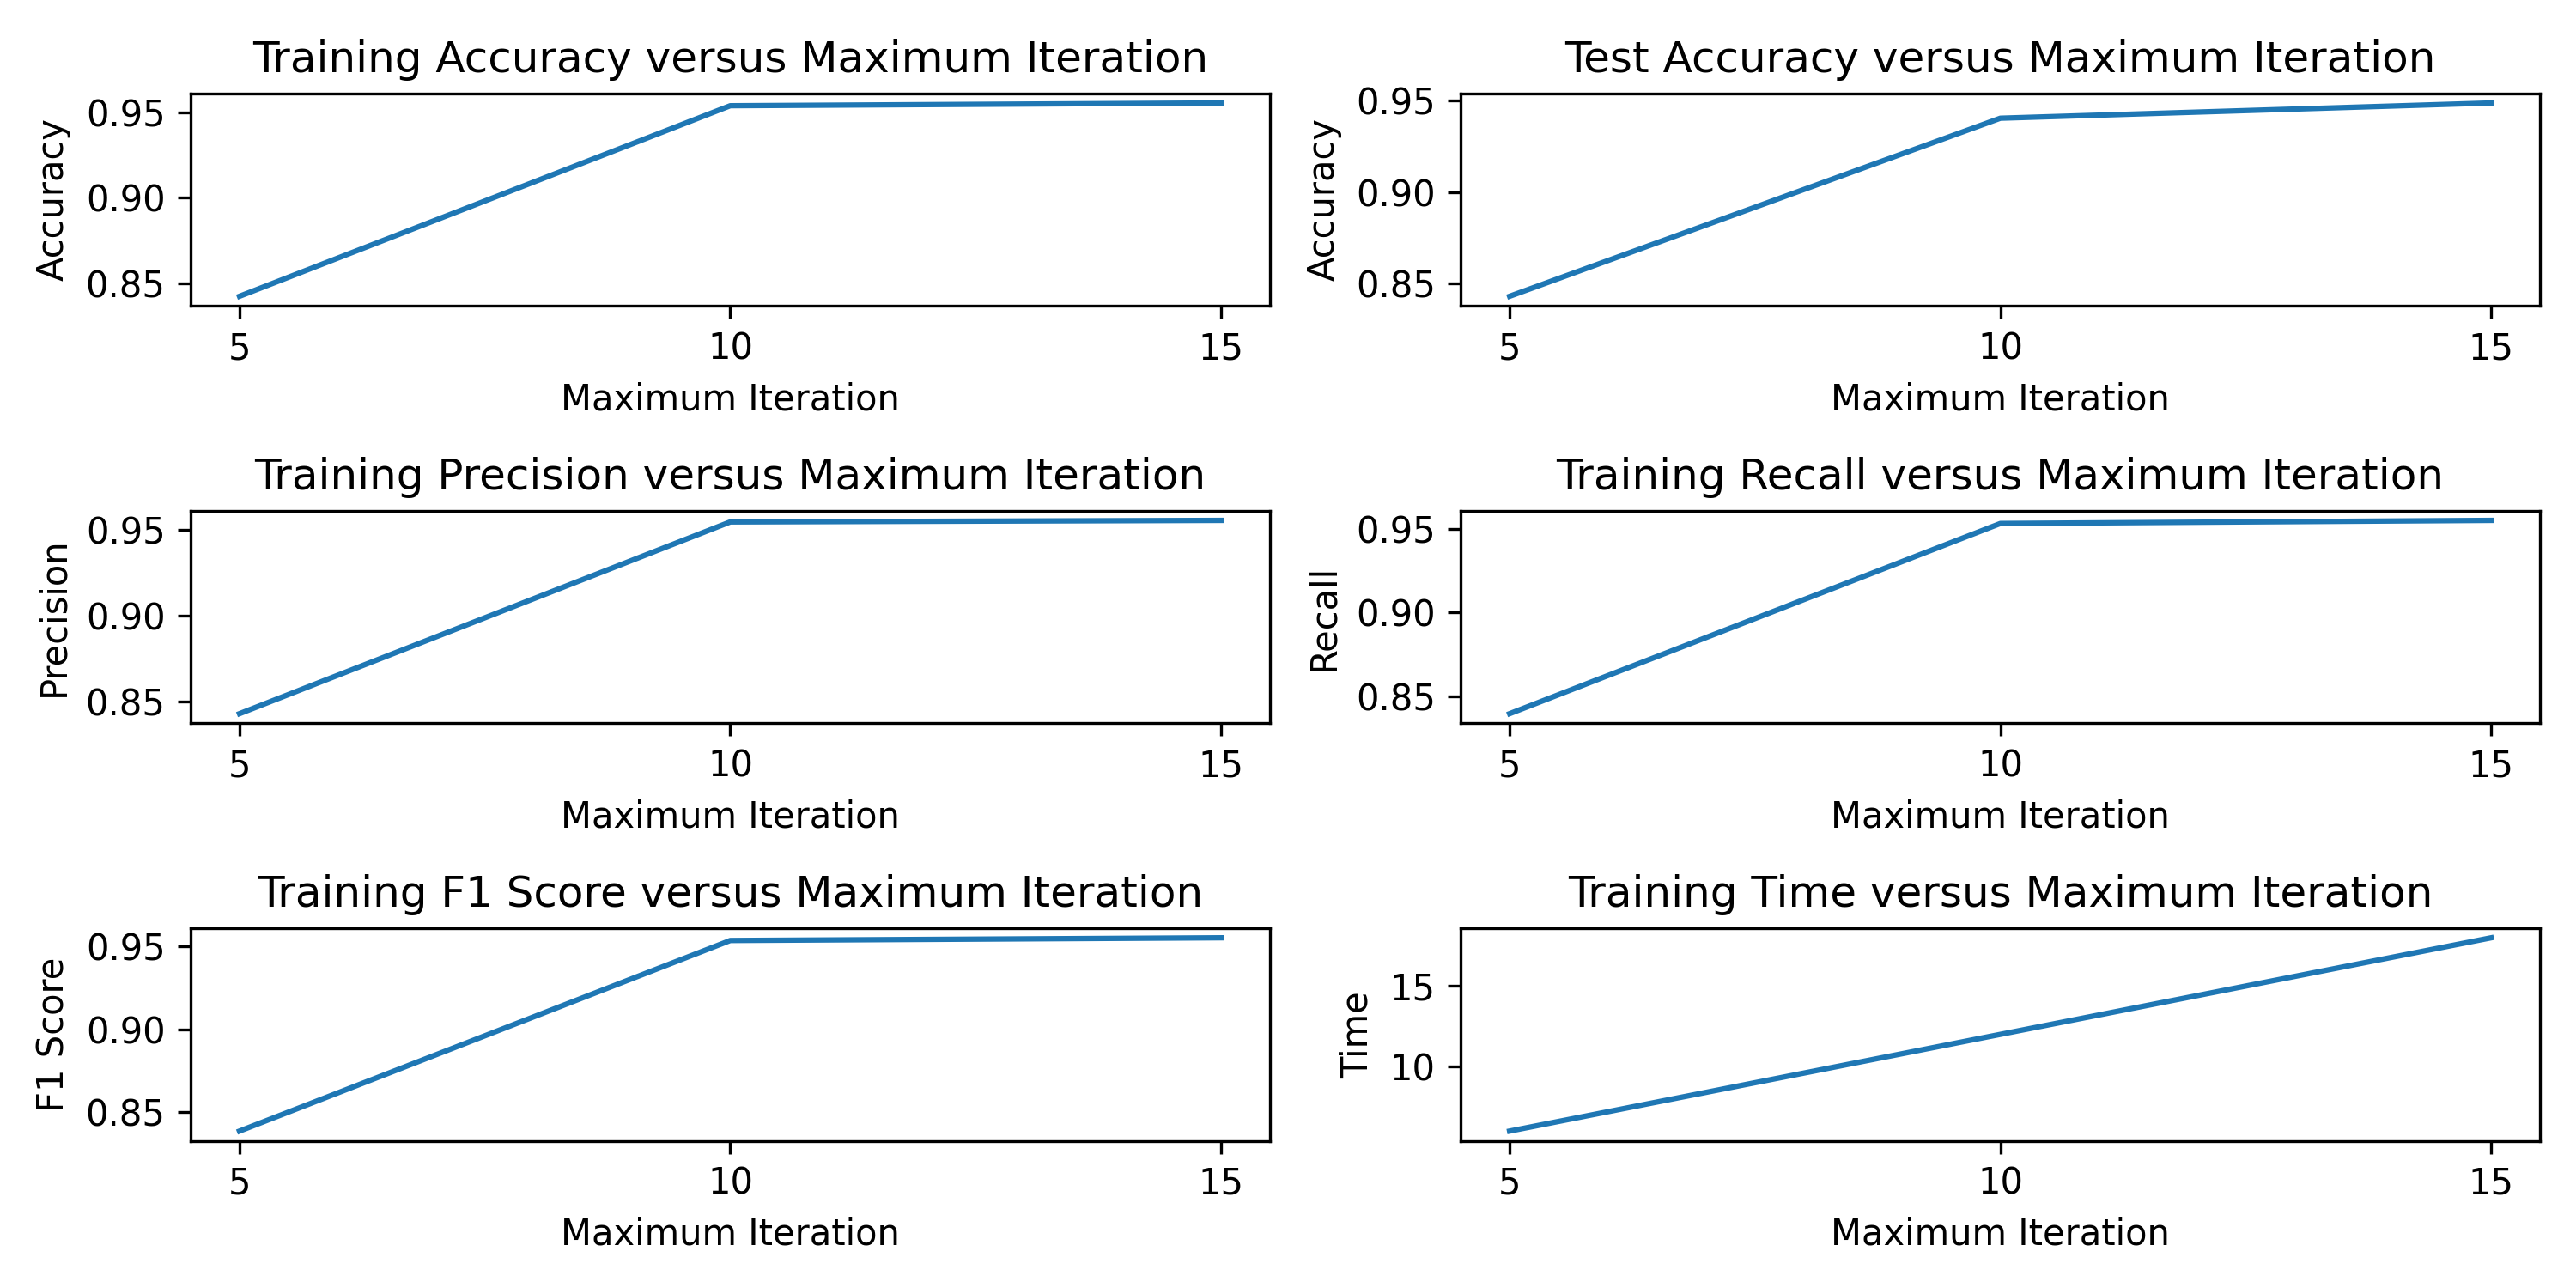 Training Accuracy versus Maximum Iteration
Accuracy
0.95
0.90
0.85
5 10 15
Maximum Iteration
Test Accuracy versus Maximum Iteration
Accuracy
0.95
0.90
0.85
5 10 15
Maximum Iteration
Training Precision versus Maximum Iteration
Precision
0.95
0.90
0.85
5 10 15
Maximum Iteration
Training Recall versus Maximum Iteration
Recall
0.95
0.90
0.85
5 10 15
Maximum Iteration
Training F1 Score versus Maximum Iteration
F1 Score
0.95
0.90
0.85
5 10 15
Maximum Iteration
Training Time versus Maximum Iteration
Time
15
10
5 10 15
Maximum Iteration